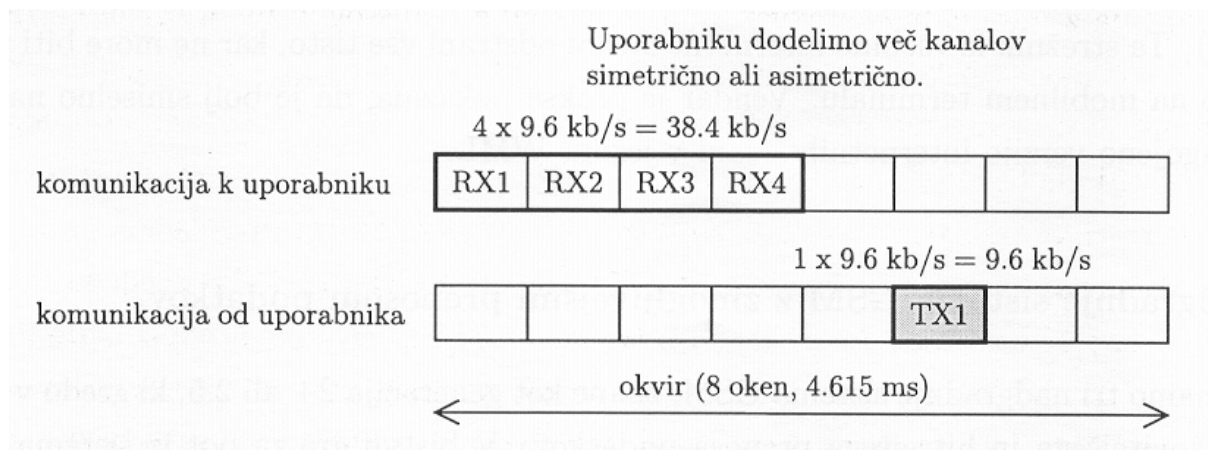 Uporabniku dodelimo več kanalov
simetrično ali asimetrično.
4 x 9.6 kb/s = 38.4 kb/s
komunikacija k uporabniku
RX1 RX2 RX3 RX4
1 x 9.6 kb/s = 9.6 kb/s
komunikacija od uporabnika
TX1
okvir (8 oken, 4.615 ms)